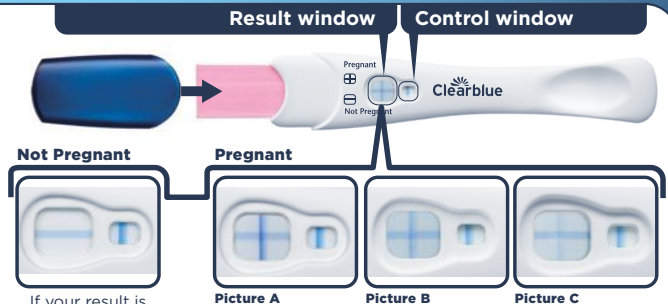 Result window Control window
Pregnant
Not Pregnant
Clearblue
Not Pregnant Pregnant
If your result is
Picture A Picture B Picture C